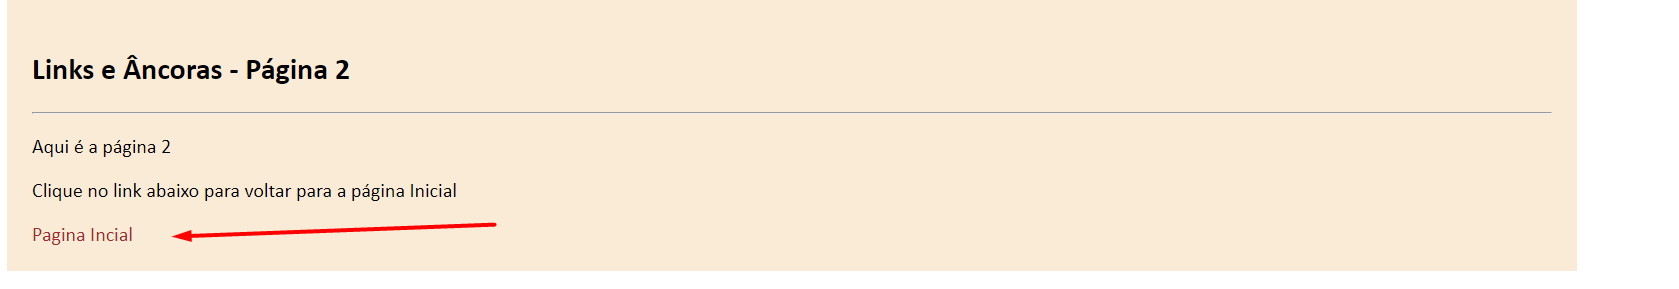 Links e Âncoras - Página 2
Aqui é a página 2
Clique no link abaixo para voltar para a página Inicial
Pagina Incial